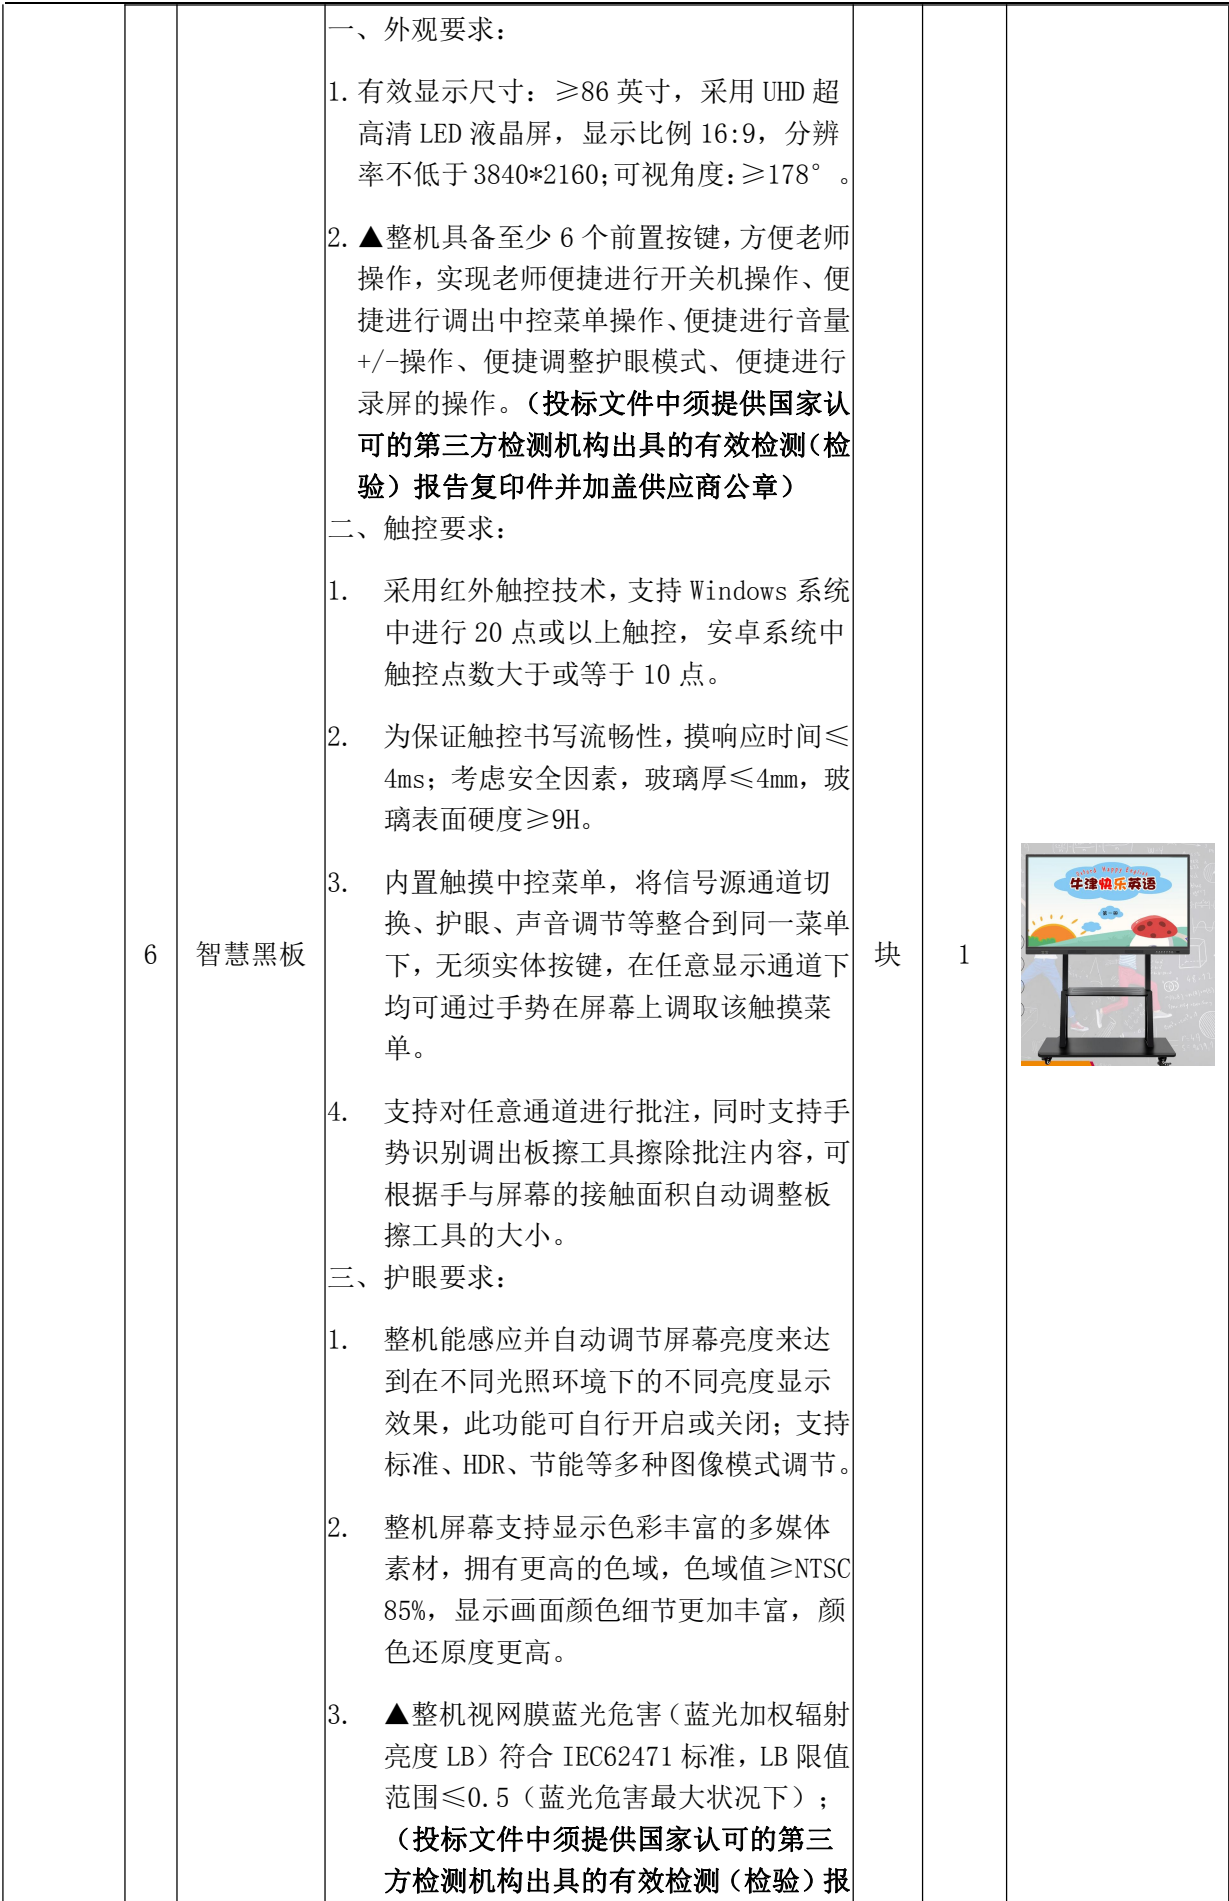 一、外观要求：
1.有效显示尺寸：≥86 英寸，采用 UHD 超
高清 LED 液晶屏，显示比例 16:9，分辨
率不低于 3840*2160;可视角度:≥178°。
2.▲整机具备至少 6 个前置按键，方便老师
操作，实现老师便捷进行开关机操作、便
捷进行调出中控菜单操作、便捷进行音量
+/-操作、便捷调整护眼模式、便捷进行
录屏的操作。（投标文件中须提供国家认
可的第三方检测机构出具的有效检测（检
验）报告复印件并加盖供应商公章）
二、触控要求：
1. 采用红外触控技术，支持 Windows 系统
中进行 20 点或以上触控，安卓系统中
触控点数大于或等于 10 点。
2. 为保证触控书写流畅性，摸响应时间≤
4ms；考虑安全因素，玻璃厚≤4mm，玻
璃表面硬度≥9H。
3. 内置触摸中控菜单，将信号源通道切
换、护眼、声音调节等整合到同一菜单
下，无须实体按键，在任意显示通道下
均可通过手势在屏幕上调取该触摸菜
单。
6 智慧黑板 块 1
牛津快乐英语
4. 支持对任意通道进行批注，同时支持手
势识别调出板擦工具擦除批注内容，可
根据手与屏幕的接触面积自动调整板
擦工具的大小。
三、护眼要求：
1. 整机能感应并自动调节屏幕亮度来达
到在不同光照环境下的不同亮度显示
效果，此功能可自行开启或关闭；支持
标准、HDR、节能等多种图像模式调节。
2. 整机屏幕支持显示色彩丰富的多媒体
素材，拥有更高的色域，色域值≥NTSC
85%，显示画面颜色细节更加丰富，颜
色还原度更高。
3. ▲整机视网膜蓝光危害（蓝光加权辐射
亮度 LB）符合 IEC62471 标准，LB 限值
范围≤0.5（蓝光危害最大状况下）；
（投标文件中须提供国家认可的第三
方检测机构出具的有效检测（检验）报